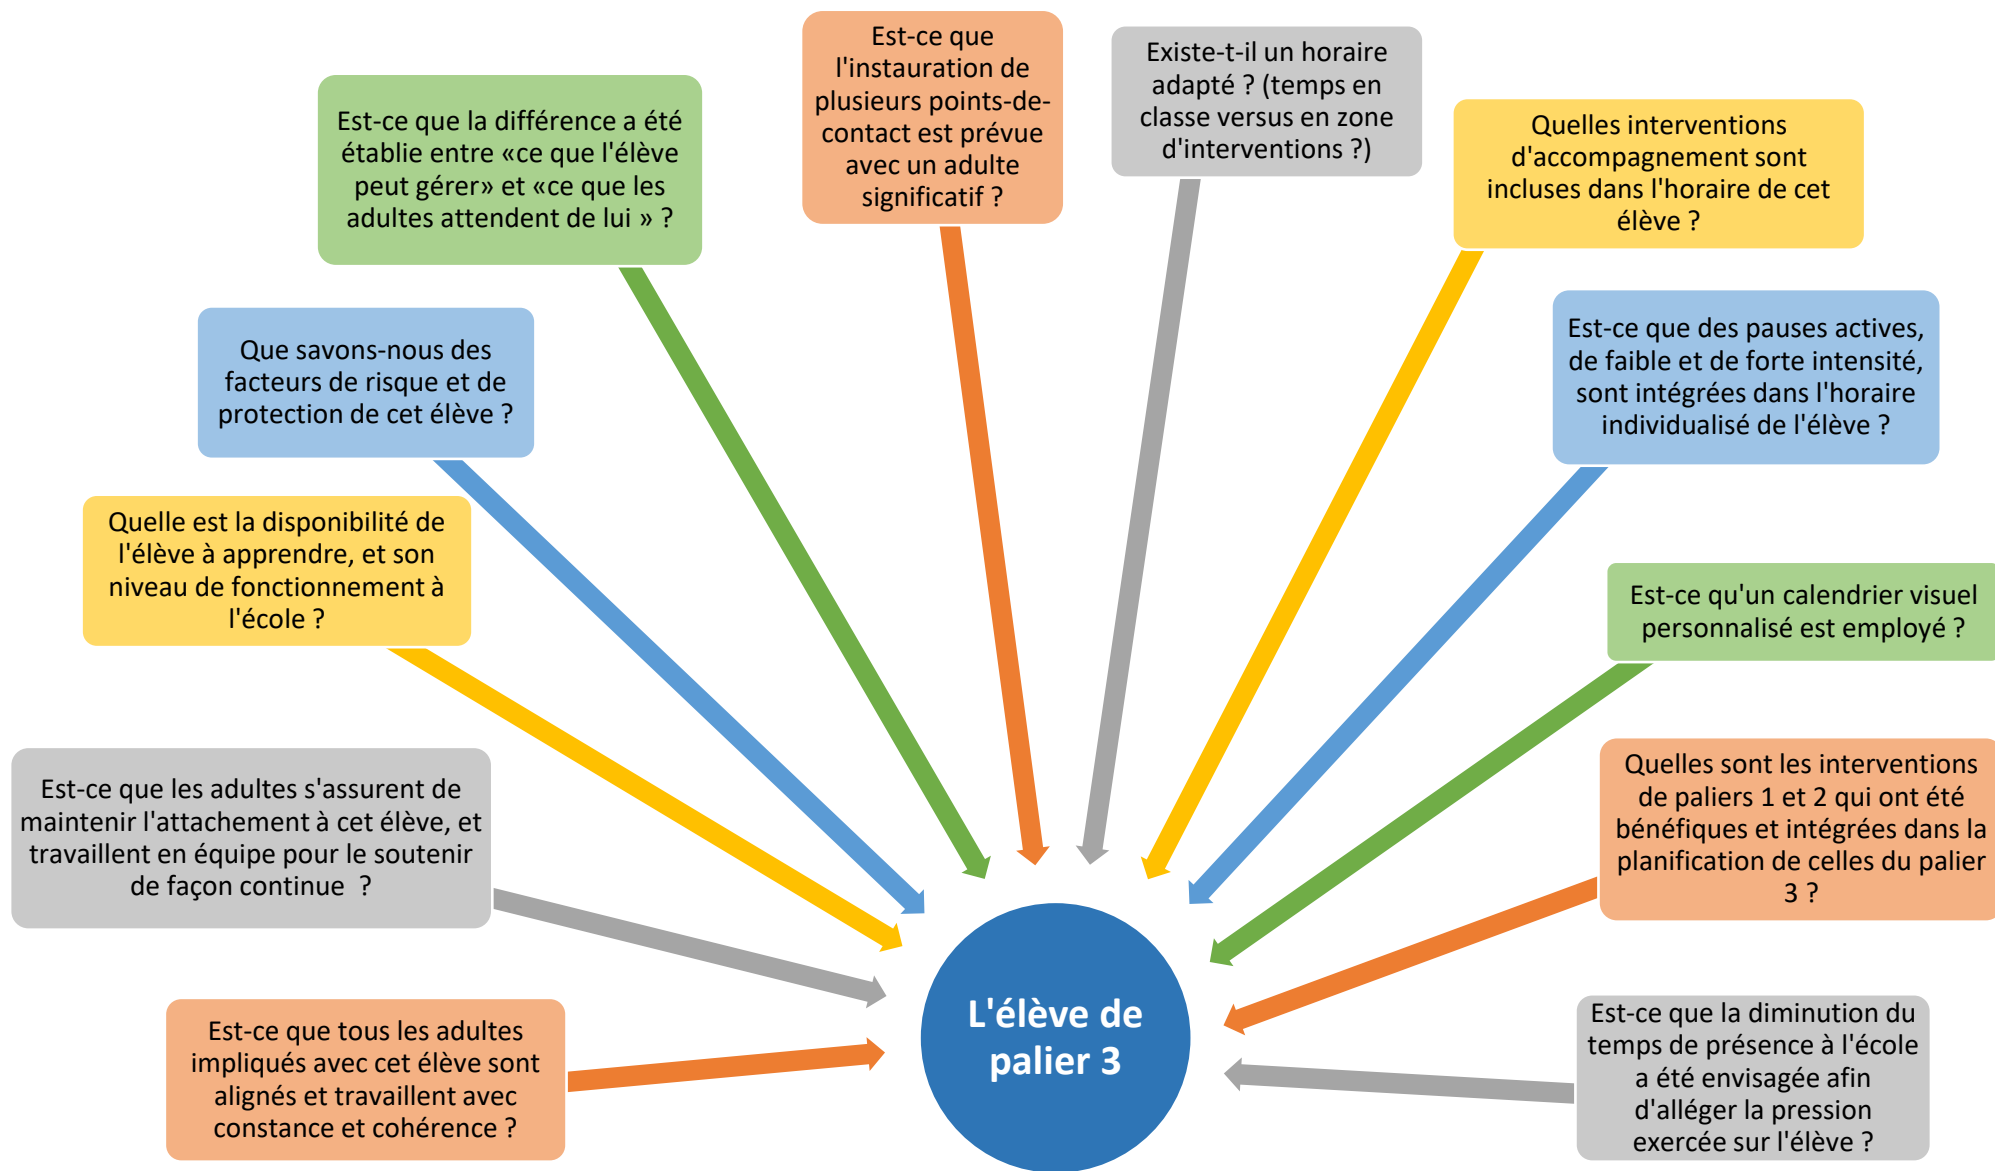 Est-ce que
l'instauration de
plusieurs points-de-
contact est prévue
avec un adulte
significatif ?
Existe-t-il un horaire
adapté ? (temps en
classe versus en zone
d'interventions ?)
Est-ce que la différence a été
établie entre «ce que l'élève
peut gérer» et «ce que les
adultes attendent de lui » ?
Quelles interventions
d'accompagnement sont
incluses dans l'horaire de cet
élève ?
Que savons-nous des
facteurs de risque et de
protection de cet élève ?
Est-ce que des pauses actives,
de faible et de forte intensité,
sont intégrées dans l'horaire
individualisé de l'élève ?
Quelle est la disponibilité de
l'élève à apprendre, et son
niveau de fonctionnement à
l'école ?
Est-ce qu'un calendrier visuel
personnalisé est employé ?
Est-ce que les adultes s'assurent de
maintenir l'attachement à cet élève, et
travaillent en équipe pour le soutenir
de façon continue  ?
Quelles sont les interventions
de paliers 1 et 2 qui ont été
bénéfiques et intégrées dans la
planification de celles du palier
3 ?
Est-ce que tous les adultes
impliqués avec cet élève sont
alignés et travaillent avec
constance et cohérence ?
L'élève de
palier 3
Est-ce que la diminution du
temps de présence à l'école
a été envisagée afin
d'alléger la pression
exercée sur l'élève ?